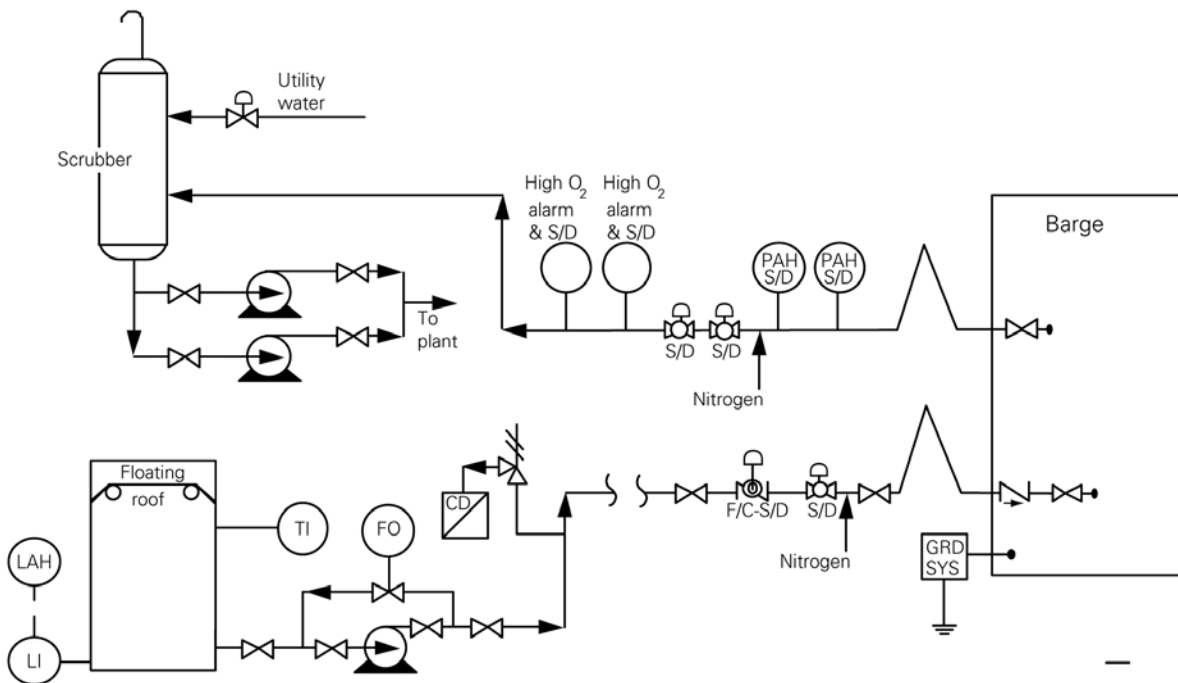 Utility
water
Scrubber
High O2
alarm
& S/D
High O2
alarm
& S/D
Barge
PAH
S/D
PAH
S/D
To
plant
S/D
S/D
Nitrogen
Floating
roof
CD
F/C-S/D
S/D
TI
FO
Nitrogen
LAH
GRD
SYS
LI